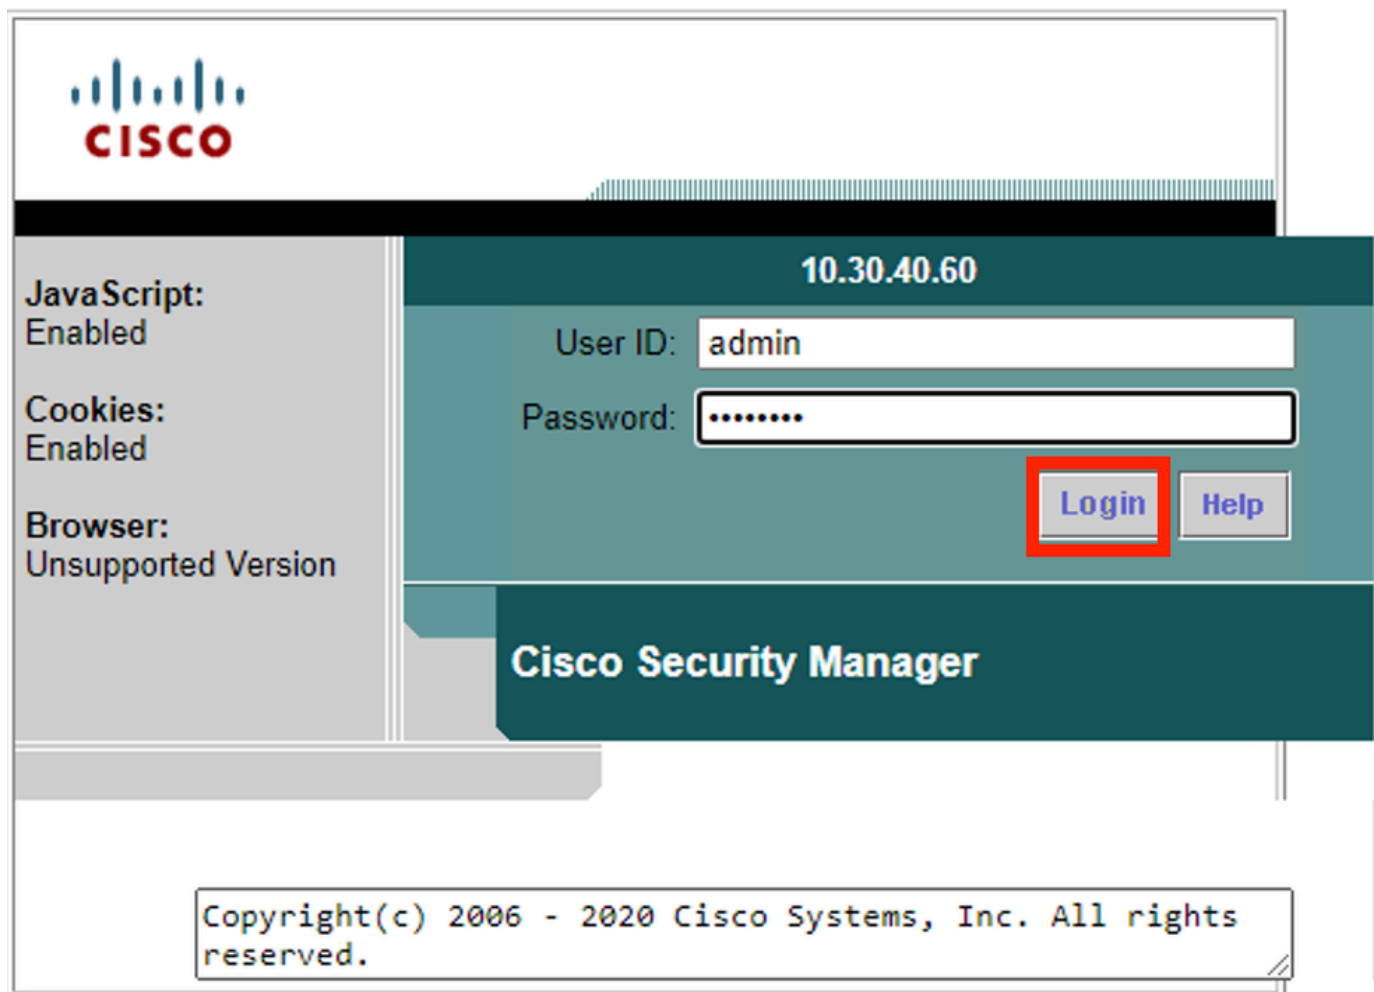 CISCO
10.30.40.60
JavaScript:
Enabled
Cookies:
Enabled
Browser:
Unsupported Version
User ID: admin
Password: ••••••••
Login Help
Cisco Security Manager
Copyright(c) 2006 - 2020 Cisco Systems, Inc. All rights
reserved.